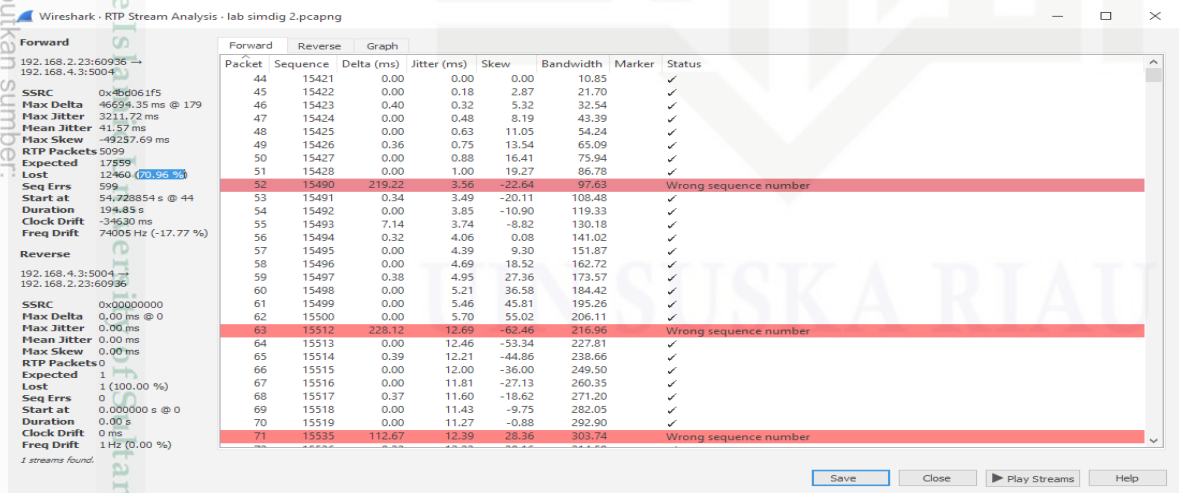 Wireshark · RTP Stream Analysis · lab simdig 2.pcapng
Forward
192.168.2.23:60936 →
192.168.4.3:5004
SSRC 0x4bd061f5
Max Delta 46694.35 ms @ 179
Max Jitter 3211.72 ms
Mean Jitter 41.57 ms
Max Skew -49257.69 ms
RTP Packets 5099
Expected 17559
Lost 12460 (70.96 %)
Seq Errs 599
Start at 54.728854 s @ 44
Duration 194.85 s
Clock Drift -34630 ms
Freq Drift 74005 Hz (-17.77 %)
Reverse
192.168.4.3:5004 →
192.168.2.23:60936
SSRC 0x00000000
Max Delta 0.00 ms @ 0
Max Jitter 0.00 ms
Mean Jitter 0.00 ms
Max Skew 0.00 ms
RTP Packets 0
Expected 1
Lost 1 (100.00 %)
Seq Errs 0
Start at 0.000000 s @ 0
Duration 0.00 s
Clock Drift 0 ms
Freq Drift 1 Hz (0.00 %)
1 streams found.
Forward Reverse Graph
Packet Sequence Delta (ms) Jitter (ms) Skew Bandwidth Marker Status
44 15421 0.00 0.00 0.00 10.85 ✓
45 15422 0.00 0.18 2.87 21.70 ✓
46 15423 0.40 0.32 5.32 32.54 ✓
47 15424 0.00 0.48 8.19 43.39 ✓
48 15425 0.00 0.63 11.05 54.24 ✓
49 15426 0.36 0.75 13.54 65.09 ✓
50 15427 0.00 0.88 16.41 75.94 ✓
51 15428 0.00 1.00 19.27 86.78 ✓
52 15490 219.22 3.56 -22.64 97.63 Wrong sequence number
53 15491 0.34 3.49 -20.11 108.48 ✓
54 15492 0.00 3.85 -10.90 119.33 ✓
55 15493 7.14 3.74 -8.82 130.18 ✓
56 15494 0.32 4.06 0.08 141.02 ✓
57 15495 0.00 4.39 9.30 151.87 ✓
58 15496 0.00 4.69 18.52 162.72 ✓
59 15497 0.38 4.95 27.36 173.57 ✓
60 15498 0.00 5.21 36.58 184.42 ✓
61 15499 0.00 5.46 45.81 195.26 ✓
62 15500 0.00 5.70 55.02 206.11 ✓
63 15512 228.12 12.69 -62.46 216.96 Wrong sequence number
64 15513 0.00 12.46 -53.34 227.81 ✓
65 15514 0.39 12.21 -44.86 238.66 ✓
66 15515 0.00 12.00 -36.00 249.50 ✓
67 15516 0.00 11.81 -27.13 260.35 ✓
68 15517 0.37 11.60 -18.62 271.20 ✓
69 15518 0.00 11.43 -9.75 282.05 ✓
70 15519 0.00 11.27 -0.88 292.90 ✓
71 15535 112.67 12.39 28.36 303.74 Wrong sequence number
Save Close Play Streams Help
UIN SUSKA RIAU
sumber.